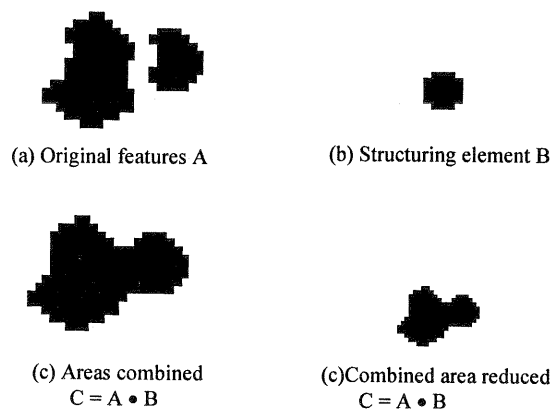 (a) Original features A
(b) Structuring element B
(c) Areas combined
C = A • B
(c)Combined area reduced
C = A • B